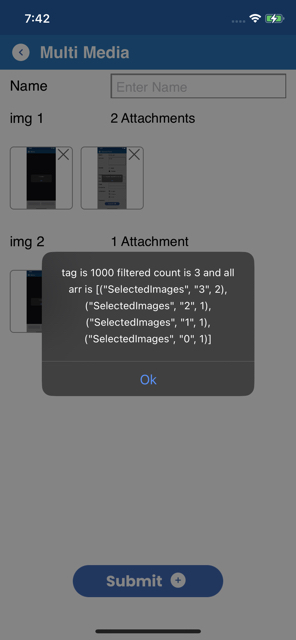 7:42
Multi Media
Name
Enter Name
img 1
2 Attachments
img 2
1 Attachment
tag is 1000 filtered count is 3 and all
arr is [("SelectedImages", "3", 2),
("SelectedImages", "2", 1),
("SelectedImages", "1", 1),
("SelectedImages", "0", 1)]
Ok
Submit